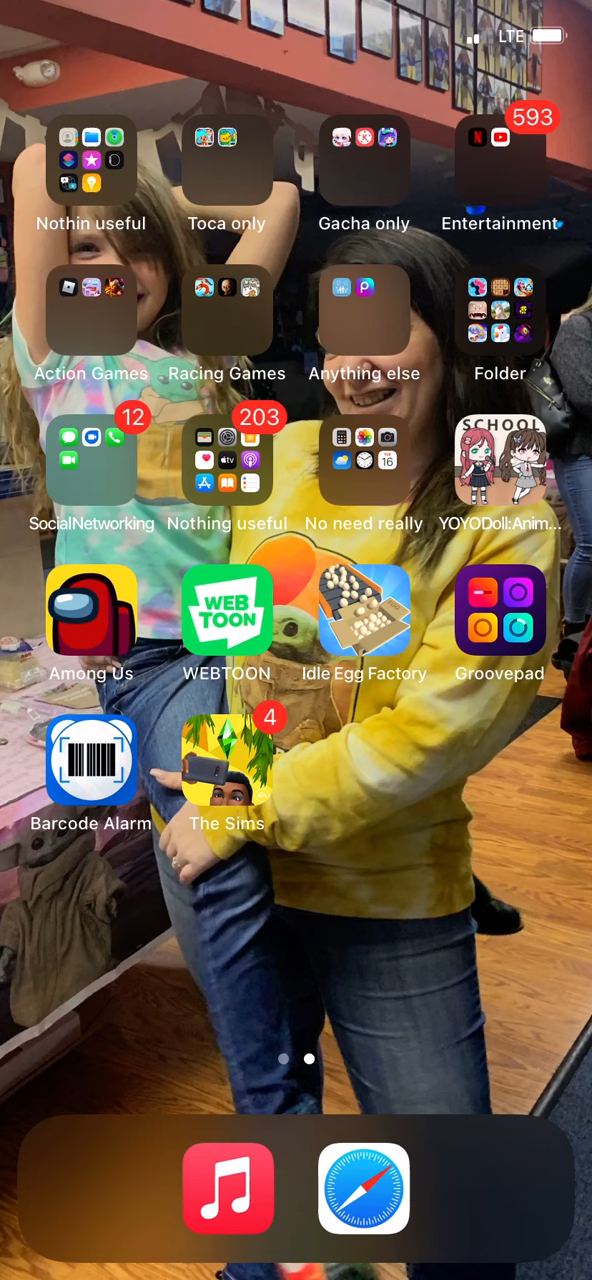 LTE
593
Nothin useful
Toca only
Gacha only
Entertainment
Action Games
Racing Games
Anything else
Folder
12
203
TUE
16
tv
SCHOOL
SocialNetworking
Nothing useful
No need really
YOYODoll:Anim...
WEB
TOON
Among Us
WEBTOON
Idle Egg Factory
Groovepad
4
Barcode Alarm
The Sims